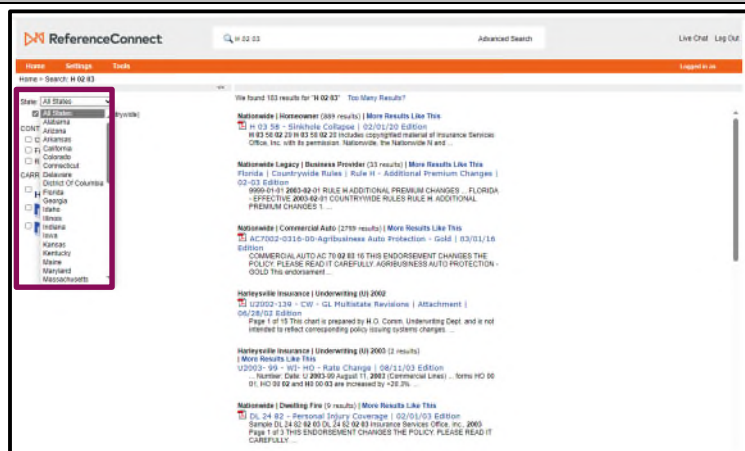 ReferenceConnect
H 02 03
Advanced Search
Live Chat Log Out
Home Settings Tools
Logged in as
Home > Search: H 02 03
State: All States
All States
Alabama
Arizona
Arkansas
California
Colorado
Connecticut
Delaware
District Of Columbia
Florida
Georgia
Idaho
Illinois
Indiana
Iowa
Kansas
Kentucky
Maine
Maryland
Massachusetts
CONT
CARR
We found 103 results for "H 02 03" Too Many Results?
Nationwide | Homeowner (889 results) | More Results Like This
H 03 58 - Sinkhole Collapse | 02/01/20 Edition
H 03 58 02 20 H 03 58 02 20 Includes copyrighted material of Insurance Services
Office, Inc. with its permission. Nationwide, the Nationwide N and ...
Nationwide Legacy | Business Provider (33 results) | More Results Like This
Florida | Countrywide Rules | Rule H - Additional Premium Changes |
02-03 Edition
9999-01-01 2003-02-01 RULE H ADDITIONAL PREMIUM CHANGES ... FLORIDA
- EFFECTIVE 2003-02-01 COUNTRYWIDE RULES RULE H. ADDITIONAL
PREMIUM CHANGES 1. ...
Nationwide | Commercial Auto (2759 results) | More Results Like This
AC7002-0316-00-Agribusiness Auto Protection - Gold | 03/01/16
Edition
COMMERCIAL AUTO AC 70 02 03 16 THIS ENDORSEMENT CHANGES THE
POLICY. PLEASE READ IT CAREFULLY. AGRIBUSINESS AUTO PROTECTION -
GOLD This endorsement...
Harleysville Insurance | Underwriting (U) 2002
U2002-139 - CW - GL Multistate Revisions | Attachment |
06/28/02 Edition
Page 1 of 15 This chart is prepared by H.O. Comm. Underwriting Dept. and is not
intended to reflect corresponding policy issuing systems changes. ...
Harleysville Insurance | Underwriting (U) 2003 (2 results)
| More Results Like This
U2003- 99 - WI- HO - Rate Change | 08/11/03 Edition
... Number: Date: U 2003-99 August 11, 2003 (Commercial Lines) ... forms HO 00
01, HO 00 02 and H0 00 03 are increased by +20.3%. ...
Nationwide | Dwelling Fire (9 results) | More Results Like This
DL 24 82 - Personal Injury Coverage | 02/01/03 Edition
Sample DL 24 82 02 03 DL 24 82 02 03 Insurance Services Office, Inc., 2003
Page 1 of 3 THIS ENDORSEMENT CHANGES THE POLICY. PLEASE READ IT
CAREFULLY. ...